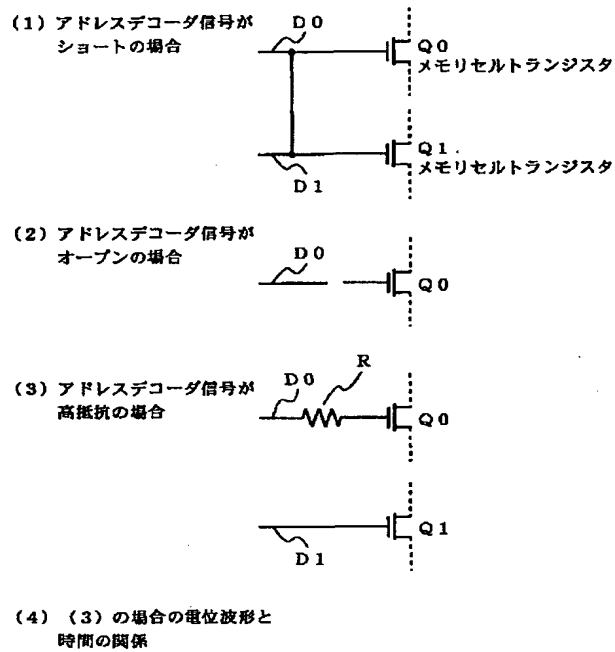 (1)アドレスデコーダ信号が
ショートの場合
D0
Q0
メモリセルトランジスタ
Q1
メモリセルトランジスタ
D1
(2)アドレスデコーダ信号が
オープンの場合
D0
Q0
(3)アドレスデコーダ信号が
高抵抗の場合
D0
R
Q0
Q1
D1
(4)(3)の場合の電位波形と
時間の関係